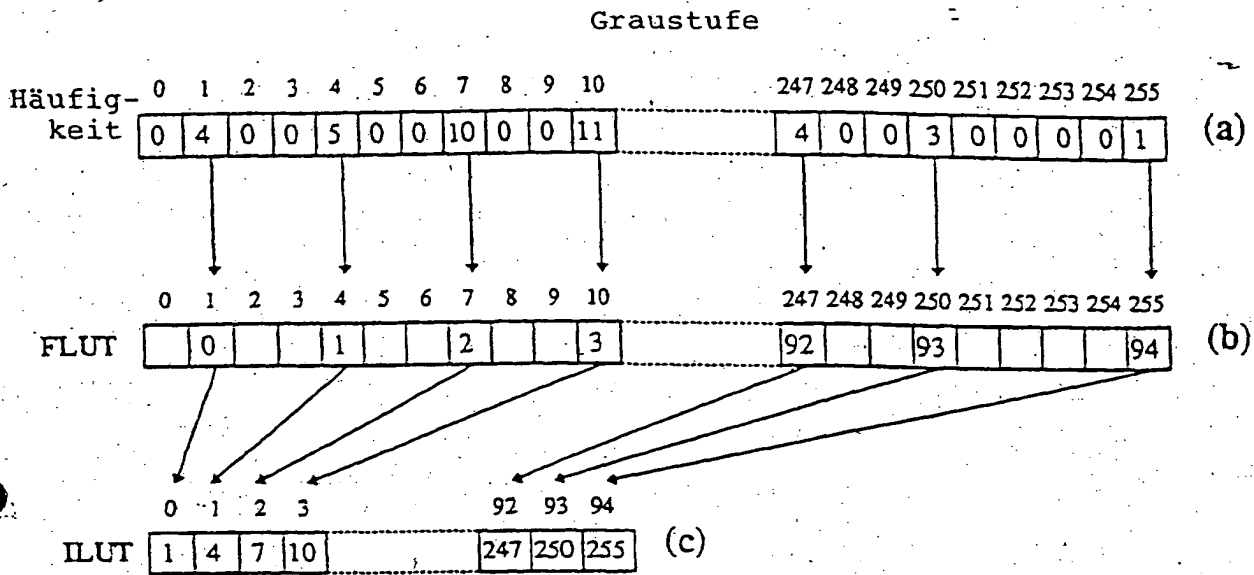 Graustufe
0 1 2 3 4 5 6 7 8 9 10 247 248 249 250 251 252 253 254 255
Häufig-
keit
0 4 0 0 5 0 0 10 0 0 11 4 0 0 3 0 0 0 0 1 (a)
0 1 2 3 4 5 6 7 8 9 10 247 248 249 250 251 252 253 254 255
FLUT 0 1 2 3 92 93 94 (b)
0 1 2 3 92 93 94
ILUT 1 4 7 10 247 250 255 (c)